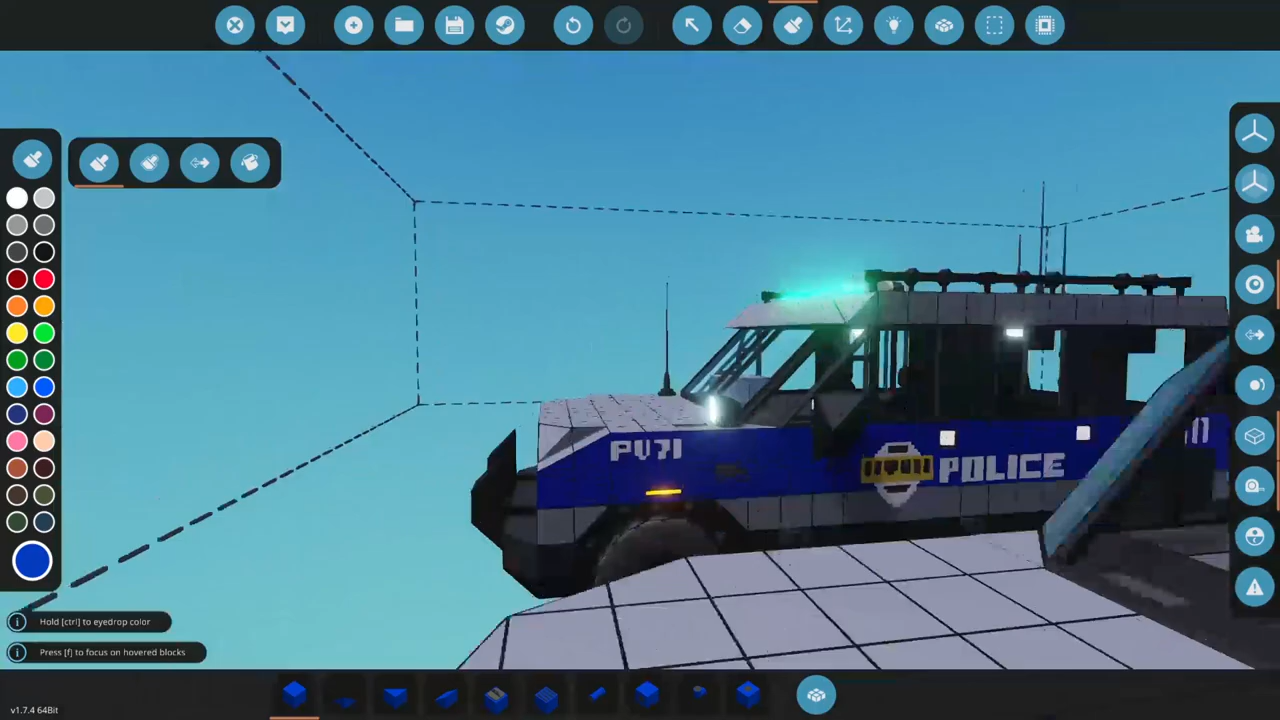 PV71
POLICE
Hold [ctrl] to eyedrop color
Press [f] to focus on hovered blocks
v1.7.4 64Bit